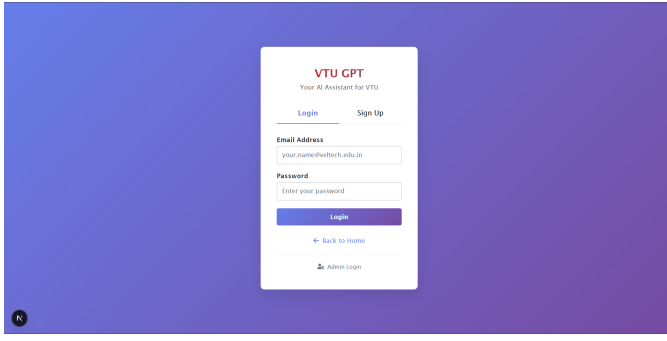 VTU GPT
Your AI Assistant for VTU
Login Sign Up
Email Address
your.name@veltech.edu.in
Password
Enter your password
Login
← Back to Home
Admin Login
N